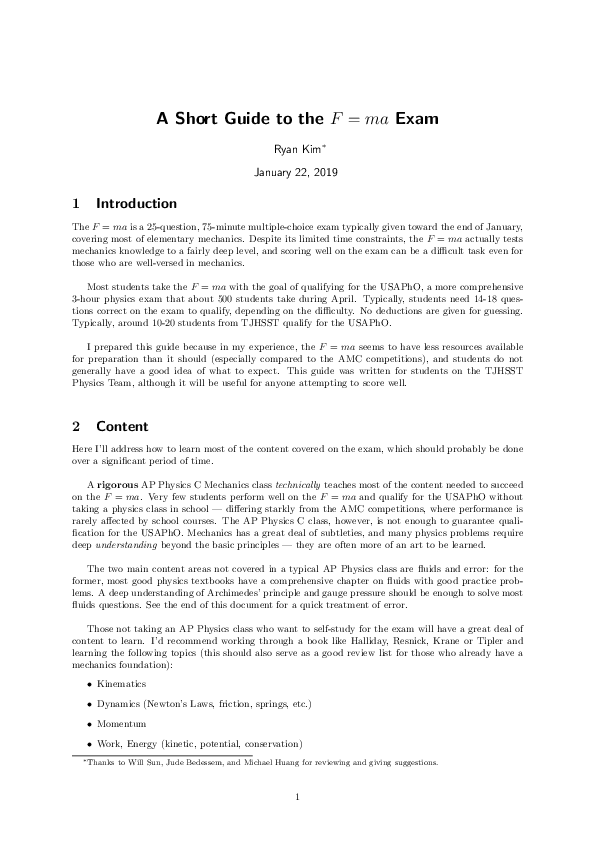 A Short Guide to the F = ma Exam
Ryan Kim*
January 22, 2019
1 Introduction
The F = ma is a 25-question, 75-minute multiple-choice exam typically given toward the end of January,
covering most of elementary mechanics. Despite its limited time constraints, the F = ma actually tests
mechanics knowledge to a fairly deep level, and scoring well on the exam can be a difficult task even for
those who are well-versed in mechanics.
Most students take the F = ma with the goal of qualifying for the USAPhO, a more comprehensive
3-hour physics exam that about 500 students take during April. Typically, students need 14-18 ques-
tions correct on the exam to qualify, depending on the difficulty. No deductions are given for guessing.
Typically, around 10-20 students from TJHSST qualify for the USAPhO.
I prepared this guide because in my experience, the F = ma seems to have less resources available
for preparation than it should (especially compared to the AMC competitions), and students do not
generally have a good idea of what to expect. This guide was written for students on the TJHSST
Physics Team, although it will be useful for anyone attempting to score well.
2 Content
Here I'll address how to learn most of the content covered on the exam, which should probably be done
over a significant period of time.
A rigorous AP Physics C Mechanics class technically teaches most of the content needed to succeed
on the F = ma. Very few students perform well on the F = ma and qualify for the USAPhO without
taking a physics class in school — differing starkly from the AMC competitions, where performance is
rarely affected by school courses. The AP Physics C class, however, is not enough to guarantee quali-
fication for the USAPhO. Mechanics has a great deal of subtleties, and many physics problems require
deep understanding beyond the basic principles — they are often more of an art to be learned.
The two main content areas not covered in a typical AP Physics class are fluids and error: for the
former, most good physics textbooks have a comprehensive chapter on fluids with good practice prob-
lems. A deep understanding of Archimedes' principle and gauge pressure should be enough to solve most
fluids questions. See the end of this document for a quick treatment of error.
Those not taking an AP Physics class who want to self-study for the exam will have a great deal of
content to learn. I'd recommend working through a book like Halliday, Resnick, Krane or Tipler and
learning the following topics (this should also serve as a good review list for those who already have a
mechanics foundation):
• Kinematics
• Dynamics (Newton's Laws, friction, springs, etc.)
• Momentum
• Work, Energy (kinetic, potential, conservation)
*Thanks to Will Sun, Jude Bedessem, and Michael Huang for reviewing and giving suggestions.
1